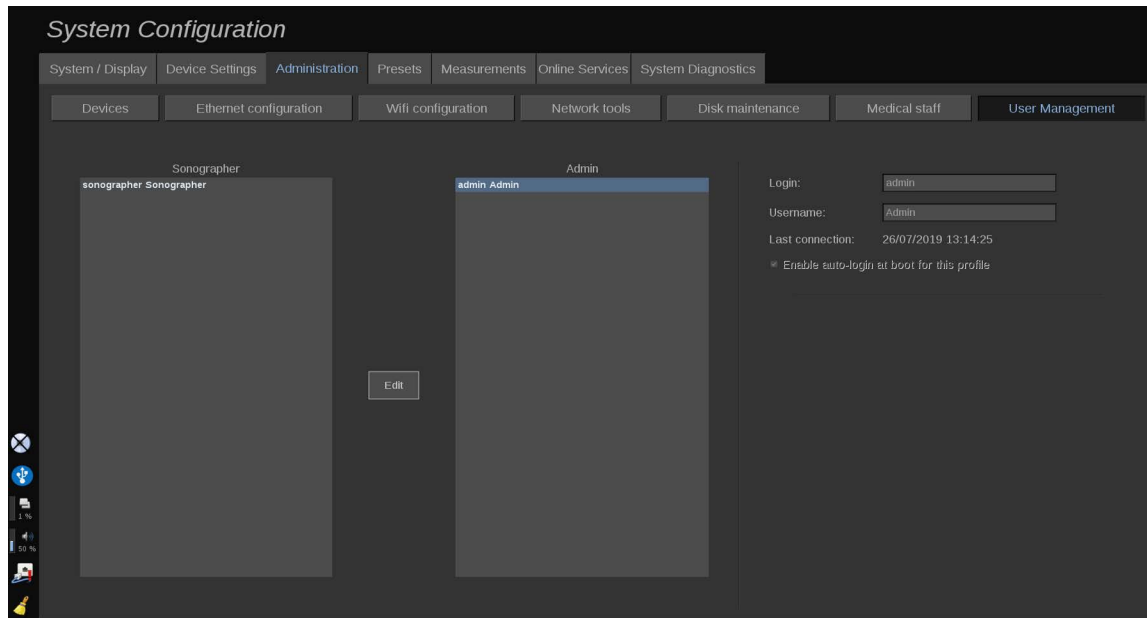 System Configuration
System / Display Device Settings Administration Presets Measurements Online Services System Diagnostics
Devices Ethernet configuration Wifi configuration Network tools Disk maintenance Medical staff User Management
Sonographer Admin
sonographer Sonographer admin Admin
Login: admin
Username: Admin
Last connection: 26/07/2019 13:14:25
Enable auto-login at boot for this profile
Edit
1 %
50 %